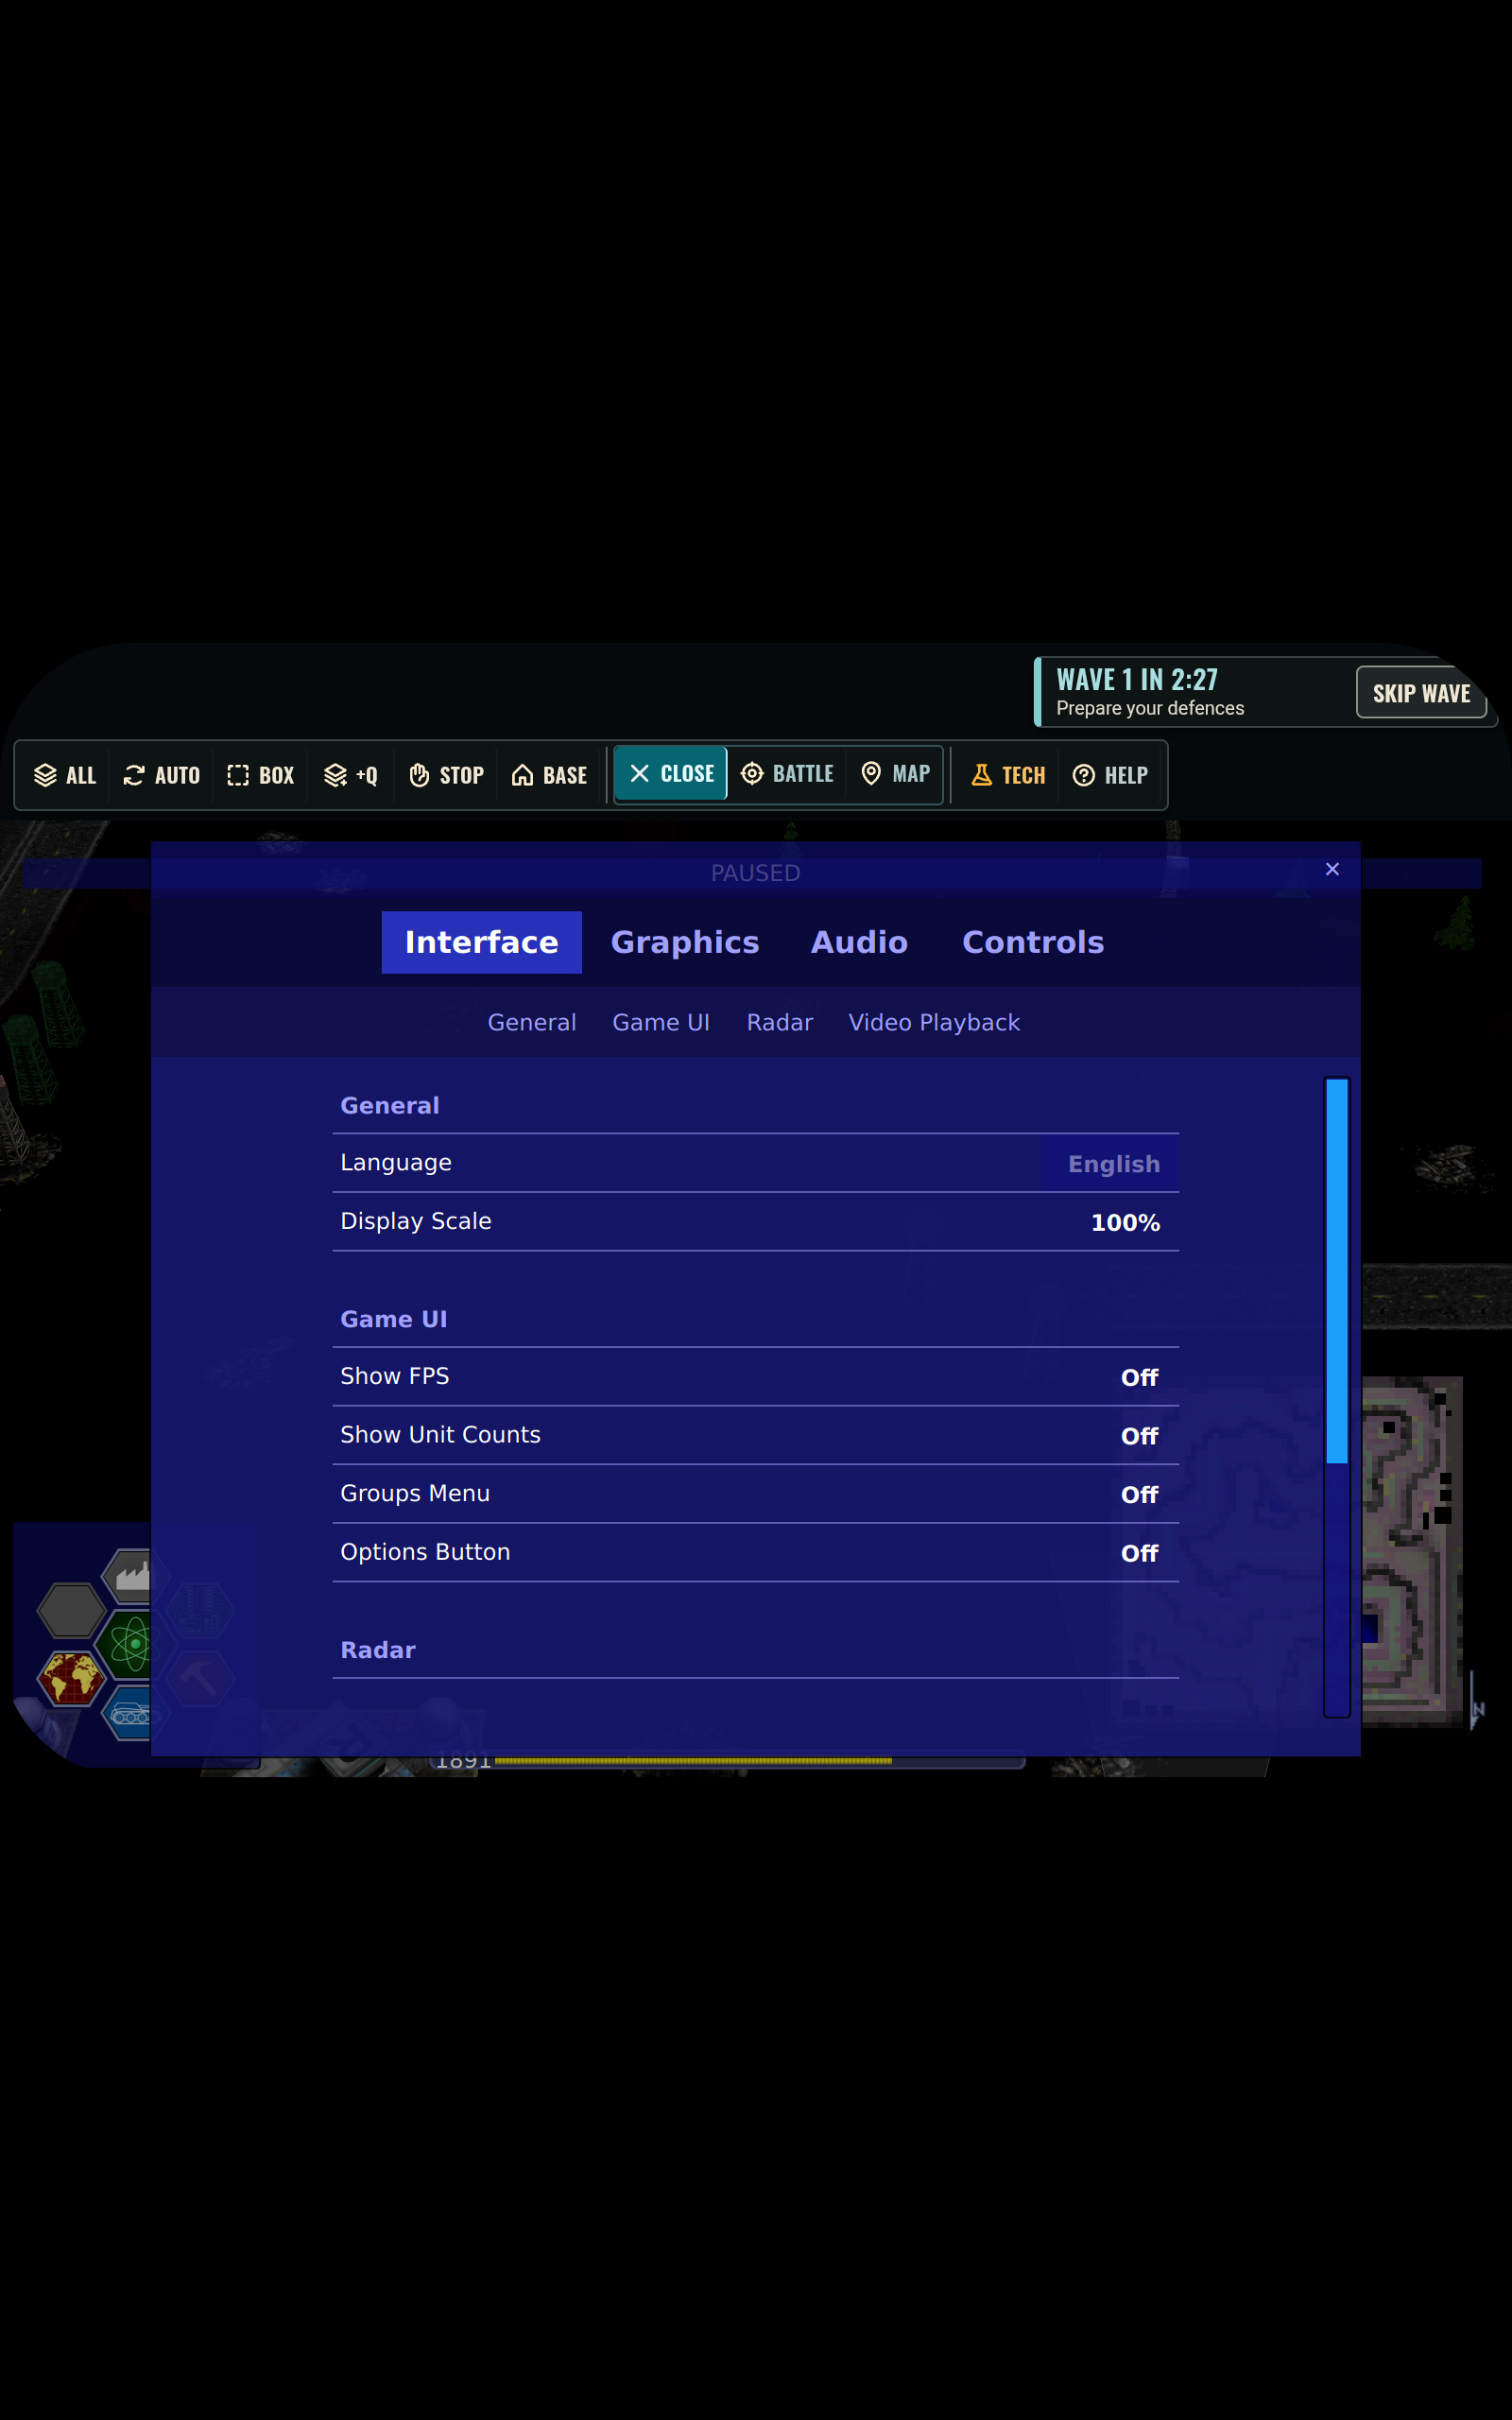 WAVE 1 IN 2:27
Prepare your defences
SKIP WAVE
ALL AUTO BOX +Q STOP BASE CLOSE BATTLE MAP TECH HELP
PAUSED ×
Interface Graphics Audio Controls
General Game UI Radar Video Playback
General
Language English
Display Scale 100%
Game UI
Show FPS Off
Show Unit Counts Off
Groups Menu Off
Options Button Off
Radar
N
1891